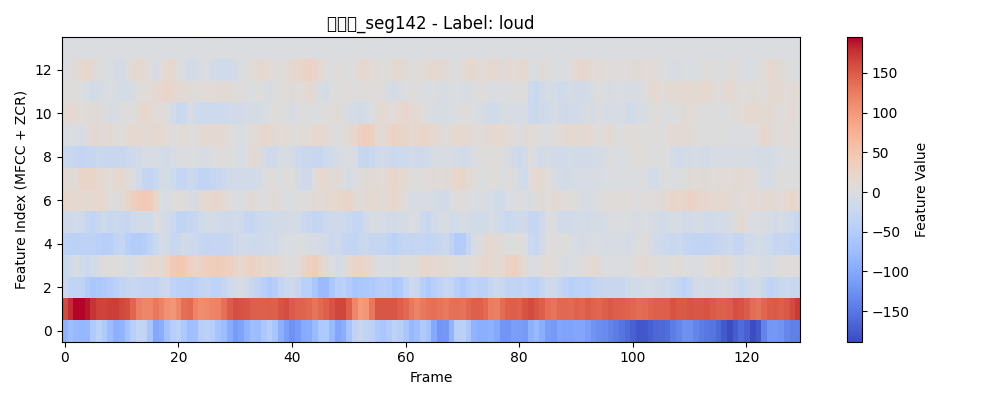 _seg142 - Label: loud
Feature Index (MFCC + ZCR)
12
10
8
6
4
2
0
0 20 40 60 80 100 120
Frame
150
100
50
0
−50
−100
−150
Feature Value